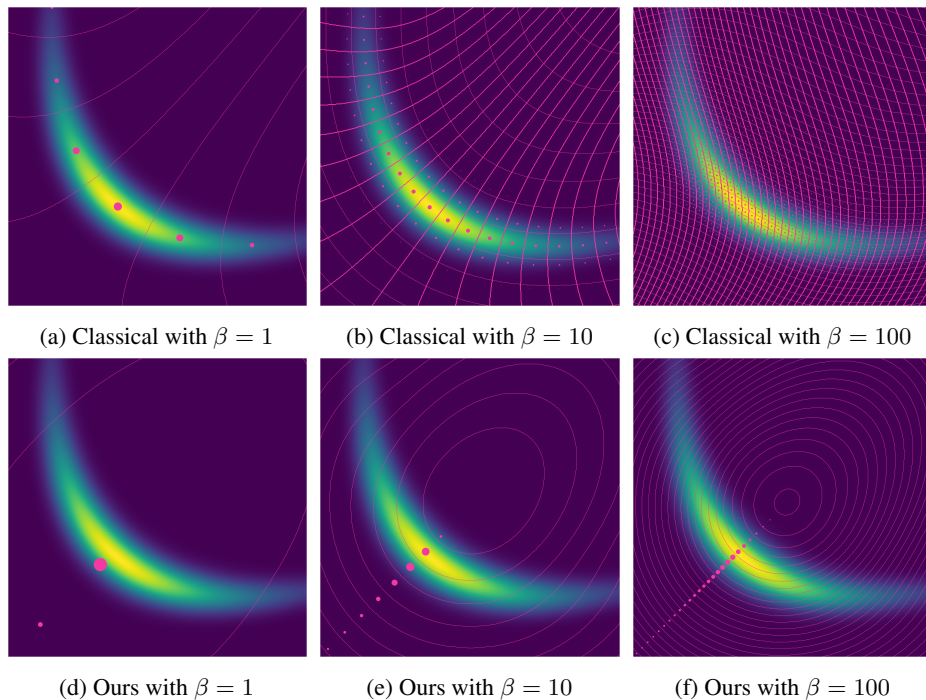 (a) Classical with β = 1
(b) Classical with β = 10
(c) Classical with β = 100
(d) Ours with β = 1
(e) Ours with β = 10
(f) Ours with β = 100